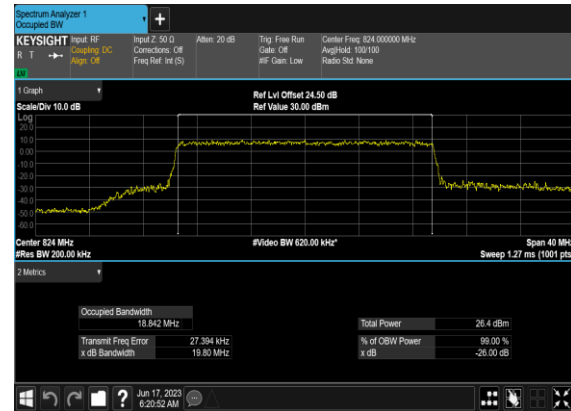 Spectrum Analyzer 1
Occupied BW
+
KEYSIGHT Input: RF Input Z: 50 Ω Atten: 20 dB Trig: Free Run Center Freq: 824.000000 MHz
R T Coupling: DC Corrections: Off Gate: Off Avg|Hold: 100/100
Align: Off Freq Ref: Int (S) #IF Gain: Low Radio Std: None
1 Graph
Ref Lvl Offset 24.50 dB
Scale/Div 10.0 dB Ref Value 30.00 dBm
Log
20.0
10.0
0.00
-10.0
-20.0
-30.0
-40.0
-50.0
-60.0
Center 824 MHz #Video BW 620.00 kHz* Span 40 MHz
#Res BW 200.00 kHz Sweep 1.27 ms (1001 pts
2 Metrics
Occupied Bandwidth
18.842 MHz Total Power 26.4 dBm
Transmit Freq Error 27.394 kHz % of OBW Power 99.00 %
x dB Bandwidth 19.80 MHz x dB -26.00 dB
? Jun 17, 2023
6:20:52 AM